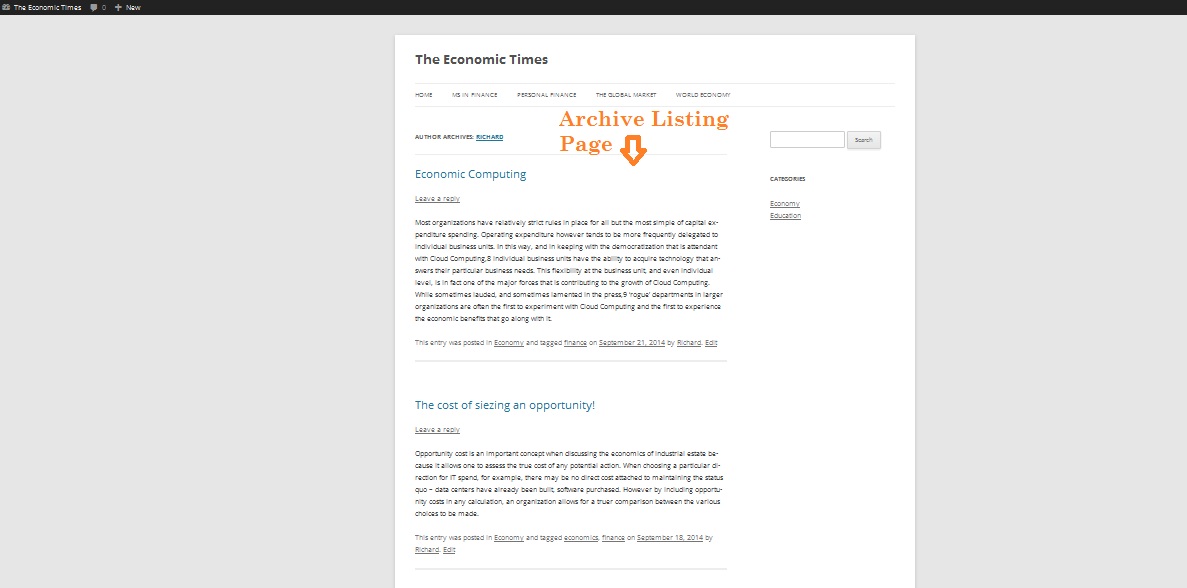 The Economic Times 0 New
The Economic Times
HOME MS IN FINANCE PERSONAL FINANCE THE GLOBAL MARKET WORLD ECONOMY
Archive Listing
Page
AUTHOR ARCHIVES: RICHARD
Search
Economic Computing
Leave a reply
Most organizations have relatively strict rules in place for all but the most simple of capital ex-
penditure spending. Operating expenditure however tends to be more frequently delegated to
individual business units. In this way, and in keeping with the democratization that is attendant
with Cloud Computing,8 individual business units have the ability to acquire technology that an-
swers their particular business needs. This flexibility at the business unit, and even individual
level, is in fact one of the major forces that is contributing to the growth of Cloud Computing.
While sometimes lauded, and sometimes lamented in the press,9 'rogue' departments in larger
organizations are often the first to experiment with Cloud Computing and the first to experience
the economic benefits that go along with it.
This entry was posted in Economy and tagged finance on September 21, 2014 by Richard. Edit
The cost of siezing an opportunity!
Leave a reply
Opportunity cost is an important concept when discussing the economics of industrial estate be-
cause it allows one to assess the true cost of any potential action. When choosing a particular di-
rection for IT spend, for example, there may be no direct cost attached to maintaining the status
quo – data centers have already been built, software purchased. However by including opportu-
nity costs in any calculation, an organization allows for a truer comparison between the various
choices to be made.
This entry was posted in Economy and tagged economics, finance on September 18, 2014 by
Richard. Edit
CATEGORIES
Economy
Education